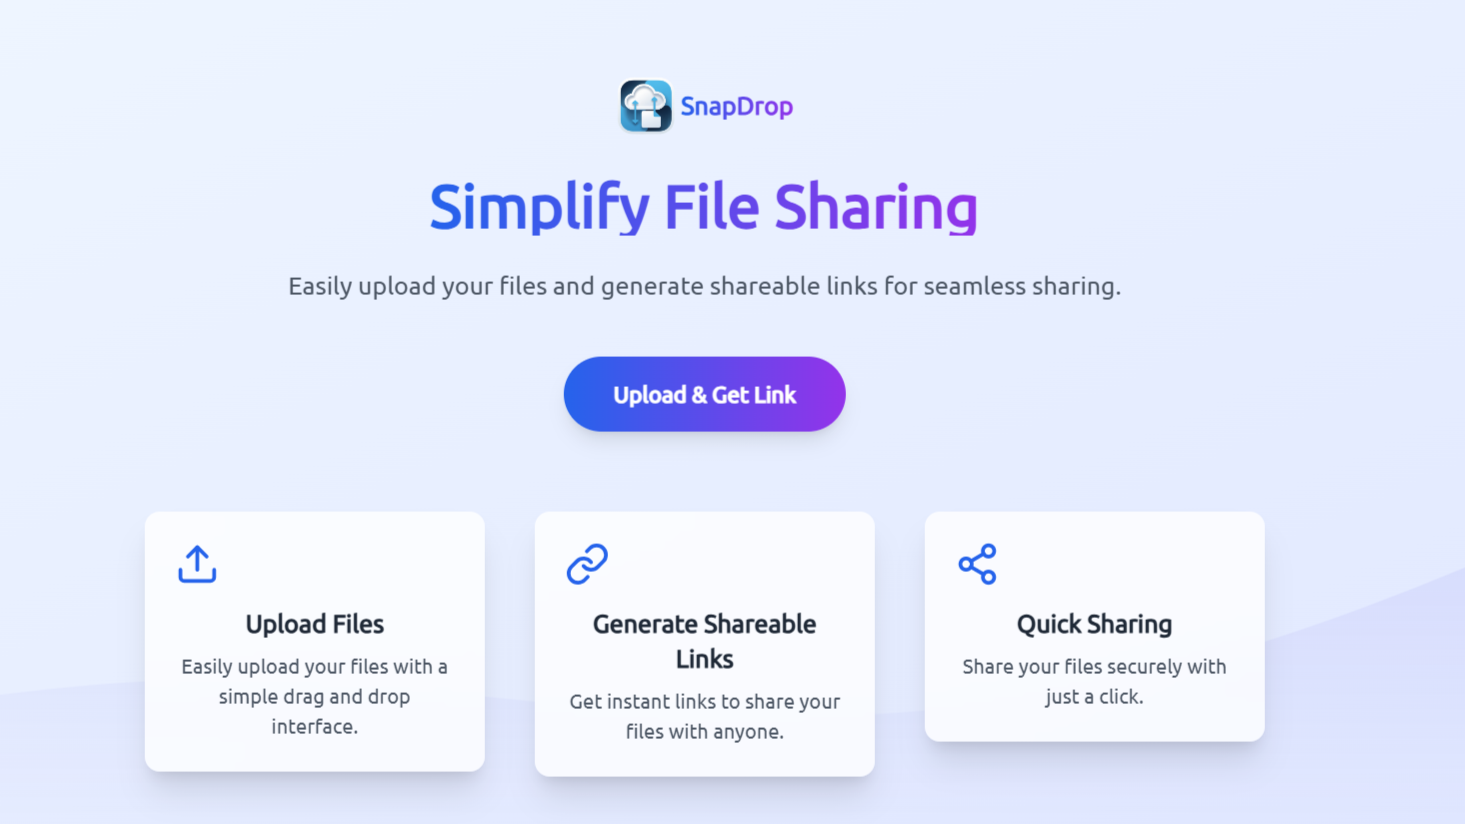 SnapDrop
Simplify File Sharing
Easily upload your files and generate shareable links for seamless sharing.
Upload & Get Link
Upload Files
Easily upload your files with a
simple drag and drop
interface.
Generate Shareable
Links
Get instant links to share your
files with anyone.
Quick Sharing
Share your files securely with
just a click.